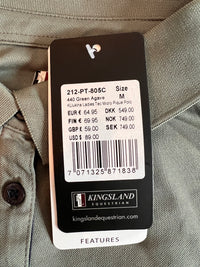 212-PT-805C
Size
440 Green Agave
M
KLukina Ladies Tec Micro Pique Polo
EUR € 64.95
DKK 549.00
FIN € 69.95
NOK 749.00
GBP £ 59.00
SEK 749.00
USD $ 89.00
7 071325 871838
KINGSLAND
EQUESTRIAN
kingslandequestrian.com
FEATURES